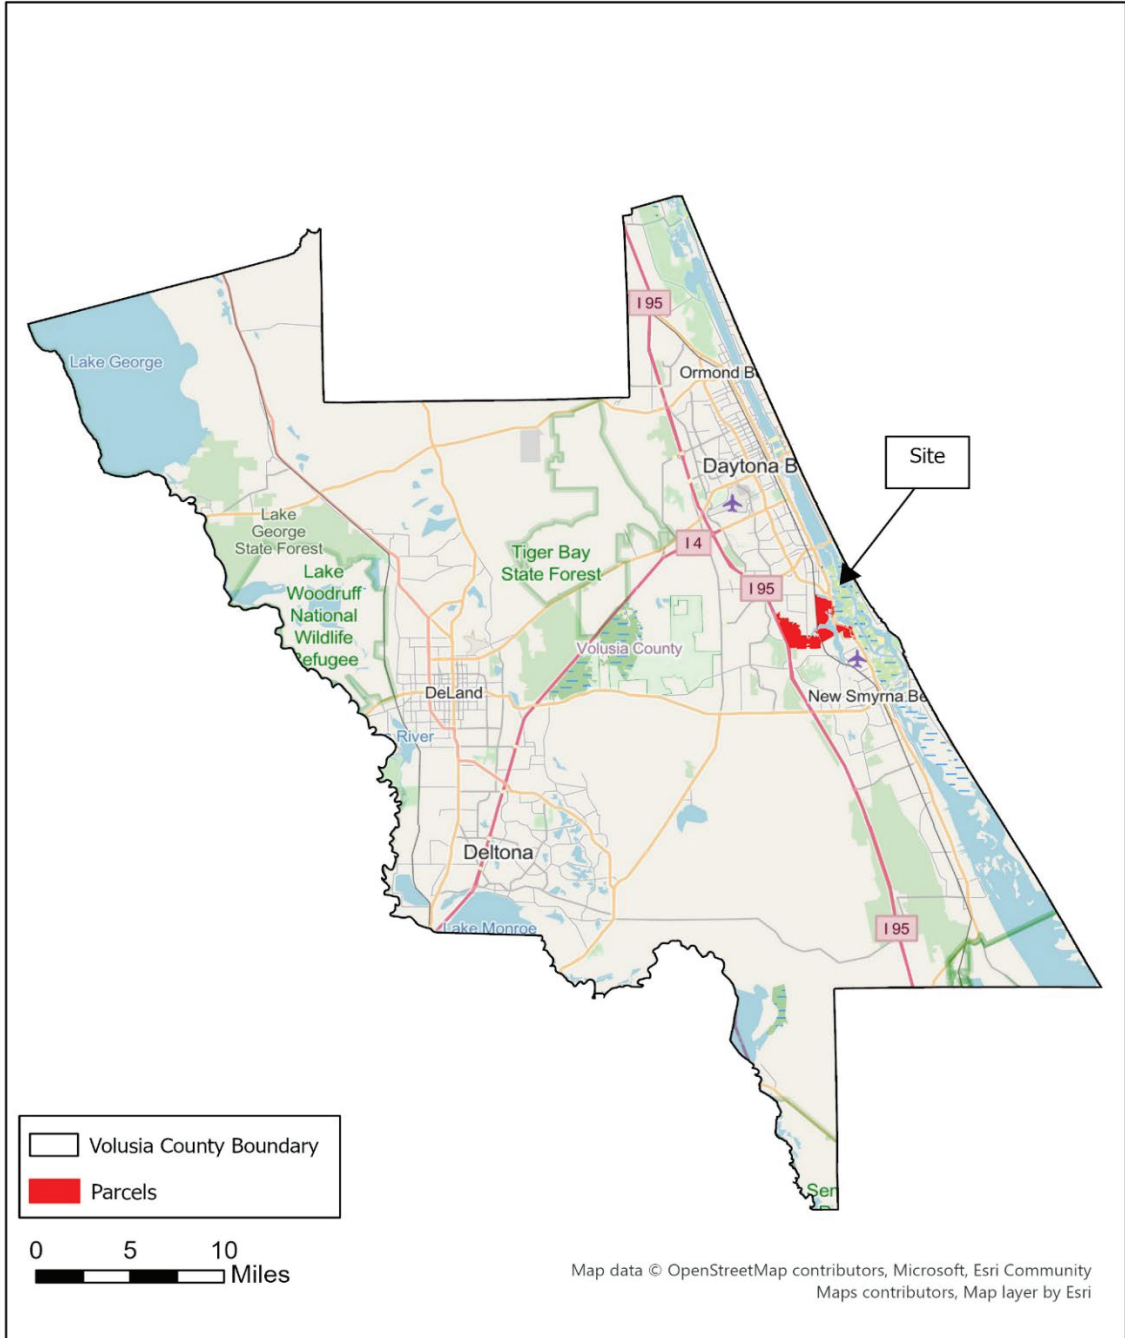 I 95
Lake George
Ormond B
Site
Daytona B
Lake
George
State Forest
I 4
Tiger Bay
State Forest
Lake
Woodruff
National
Wildlife
Refugee
I 95
Volusia County
DeLand
New Smyrna Be
s River
Deltona
I 95
Lake Monroe
Volusia County Boundary
Parcels
Sen
0 5 10
Miles
Map data © OpenStreetMap contributors, Microsoft, Esri Community
Maps contributors, Map layer by Esri